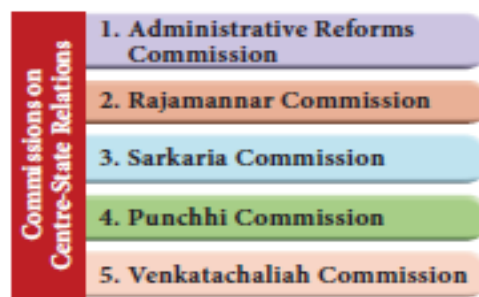 Commissions on
Centre-State Relations
1. Administrative Reforms
Commission
2. Rajamannar Commission
3. Sarkaria Commission
4. Punchhi Commission
5. Venkatachaliah Commission